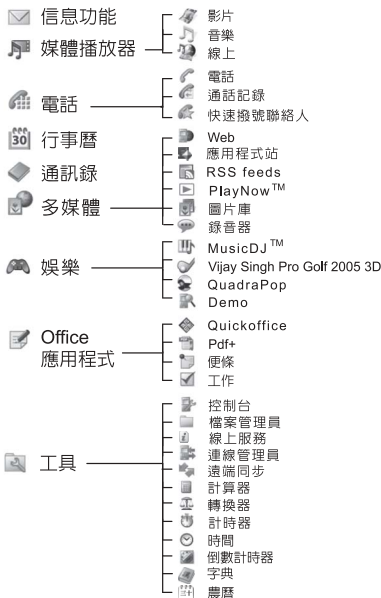 信息功能
媒體播放器
影片
音樂
線上
電話
電話
通話記錄
快速撥號聯絡人
30
行事曆
通訊錄
多媒體
Web
應用程式站
RSS feeds
PlayNow™
圖片庫
錄音器
娛樂
MusicDJ™
Vijay Singh Pro Golf 2005 3D
QuadraPop
Demo
Office
應用程式
Quickoffice
Pdf+
便條
工作
工具
控制台
檔案管理員
線上服務
連線管理員
遠端同步
計算器
轉換器
計時器
時間
倒數計時器
字典
農曆